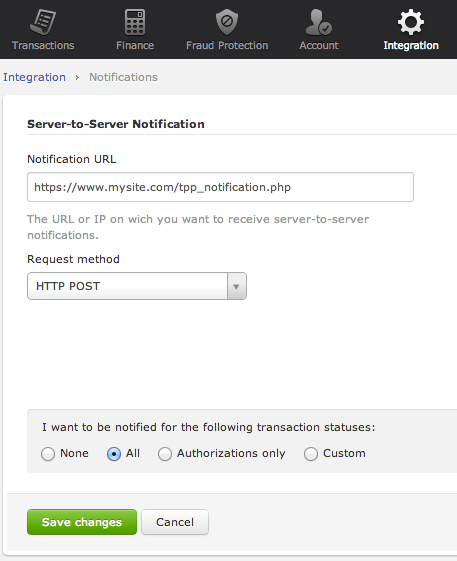 Transactions Finance Fraud Protection Account Integration
Integration › Notifications
Server-to-Server Notification
Notification URL
https://www.mysite.com/tpp_notification.php
The URL or IP on wich you want to receive server-to-server
notifications.
Request method
HTTP POST
I want to be notified for the following transaction statuses:
None All Authorizations only Custom
Save changes Cancel